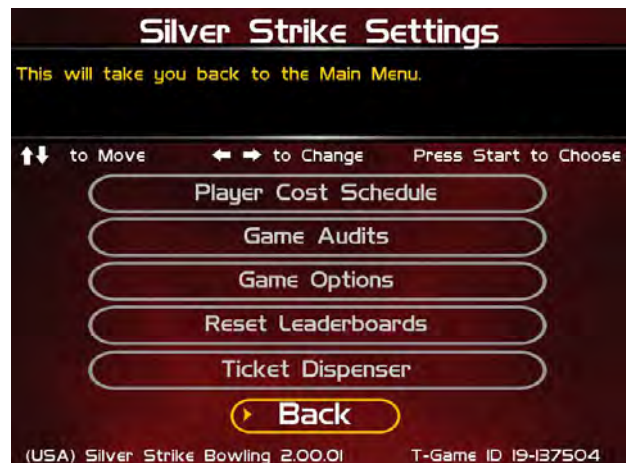 Silver Strike Settings
This will take you back to the Main Menu.
to Move to Change Press Start to Choose
Player Cost Schedule
Game Audits
Game Options
Reset Leaderboards
Ticket Dispenser
Back
(USA) Silver Strike Bowling 2.00.01 T-Game ID 19-137504